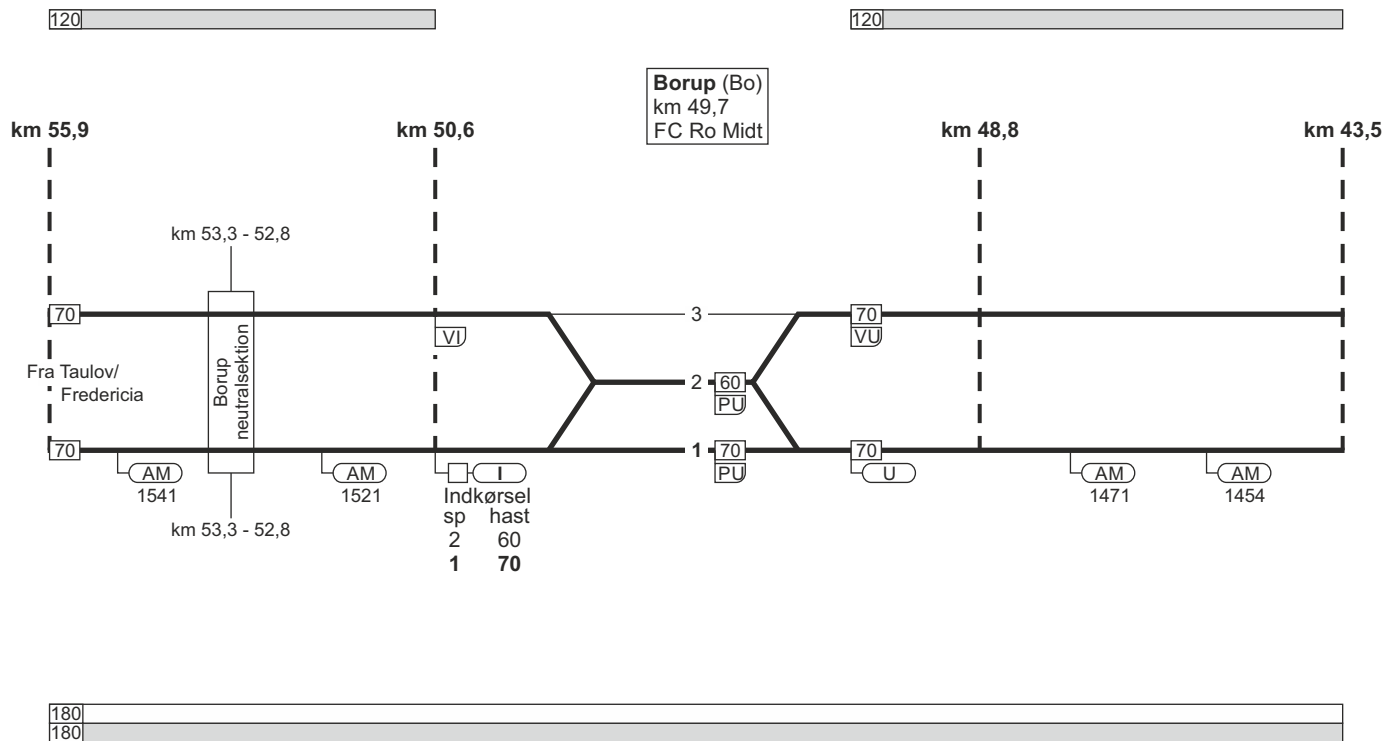 120
120
Borup (Bo)
km 49,7
FC Ro Midt
km 55,9
km 50,6
km 48,8
km 43,5
km 53,3 - 52,8
70
3
70
VI
VU
Fra Taulov/
Fredericia
Borup
neutralsektion
2
60
PU
70
1
70
70
AM
1541
AM
1521
I
PU
U
AM
1471
AM
1454
Indkørsel
sp hast
2 60
1 70
km 53,3 - 52,8
180
180